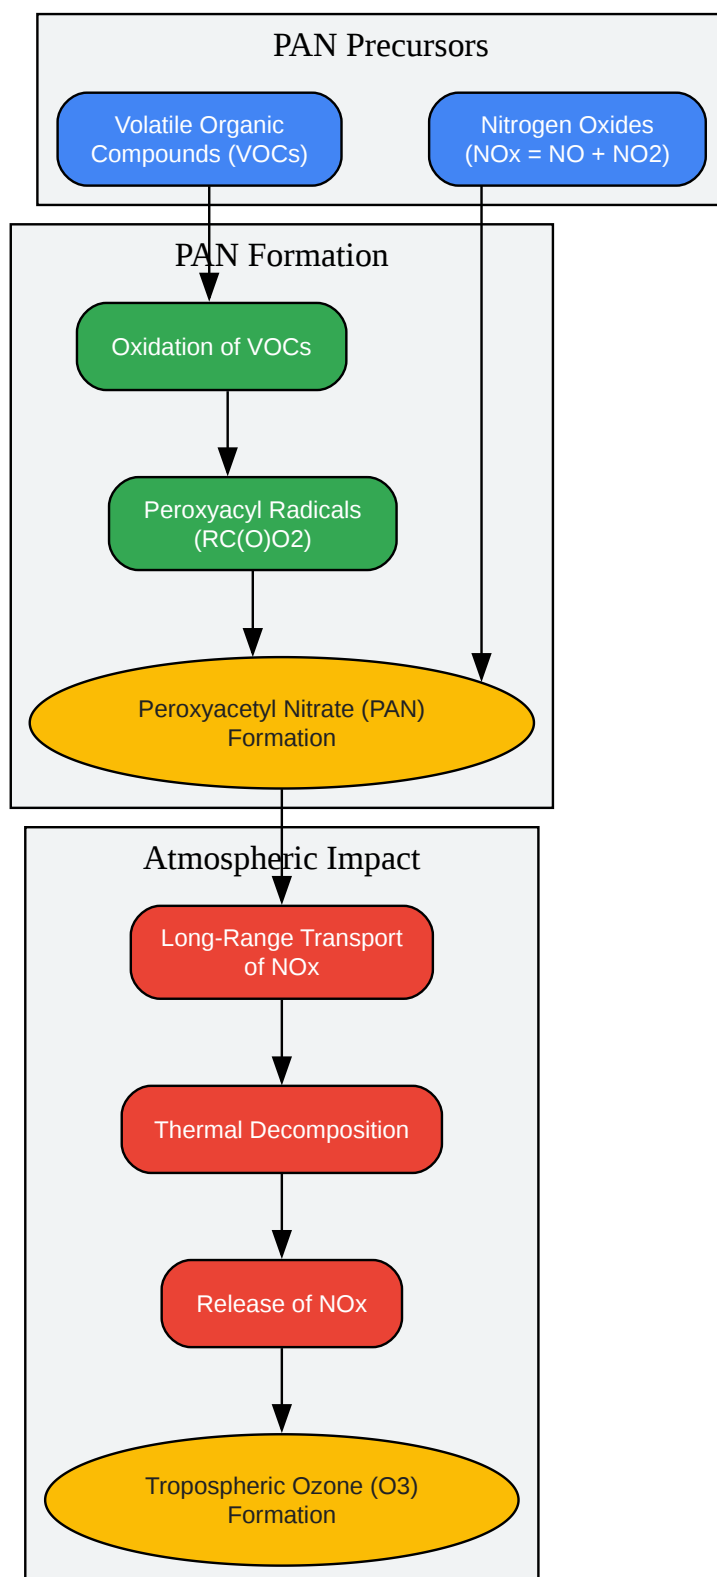 PAN Precursors
Volatile Organic
Compounds (VOCs)
Nitrogen Oxides
(NOx = NO + NO2)
PAN Formation
Oxidation of VOCs
Peroxyacyl Radicals
(RC(O)O2)
Peroxyacetyl Nitrate (PAN)
Formation
Atmospheric Impact
Long-Range Transport
of NOx
Thermal Decomposition
Release of NOx
Tropospheric Ozone (O3)
Formation